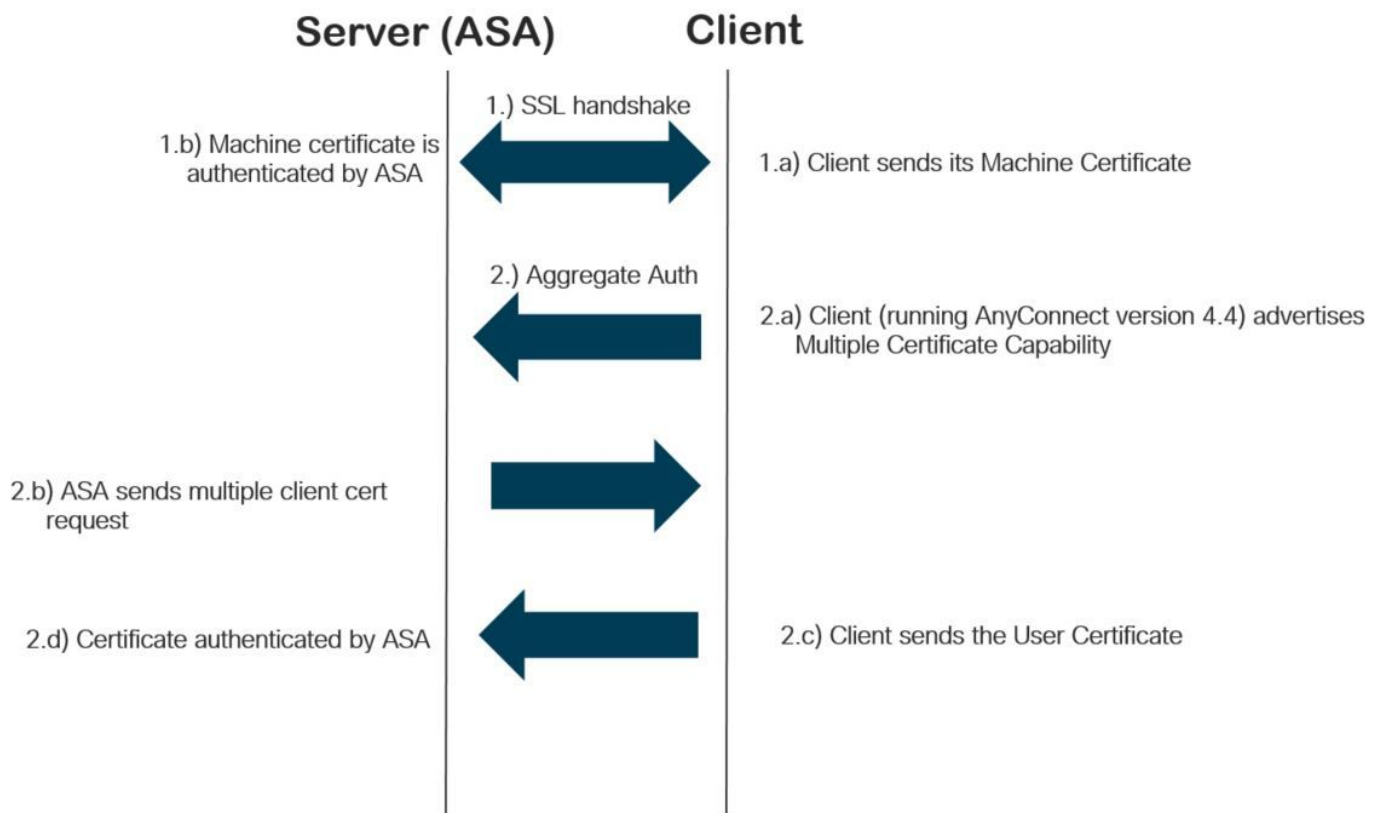 Server (ASA)
Client
1.) SSL handshake
1.b) Machine certificate is
authenticated by ASA
1.a) Client sends its Machine Certificate
2.) Aggregate Auth
2.a) Client (running AnyConnect version 4.4) advertises
Multiple Certificate Capability
2.b) ASA sends multiple client cert
request
2.d) Certificate authenticated by ASA
2.c) Client sends the User Certificate